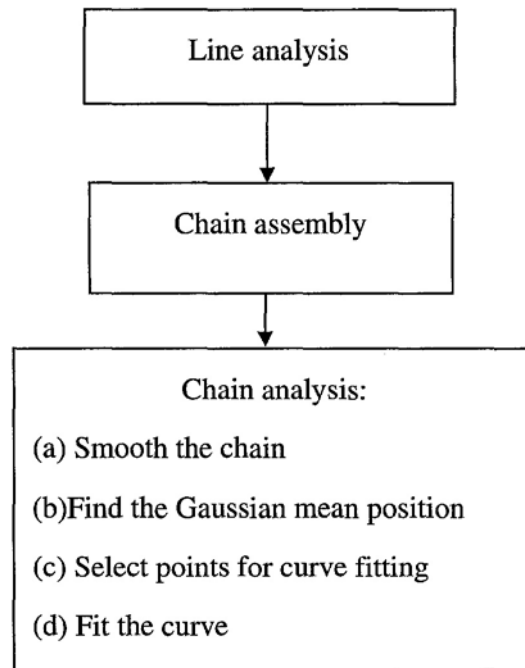 Line analysis
Chain assembly
Chain analysis:
(a) Smooth the chain
(b)Find the Gaussian mean position
(c) Select points for curve fitting
(d) Fit the curve